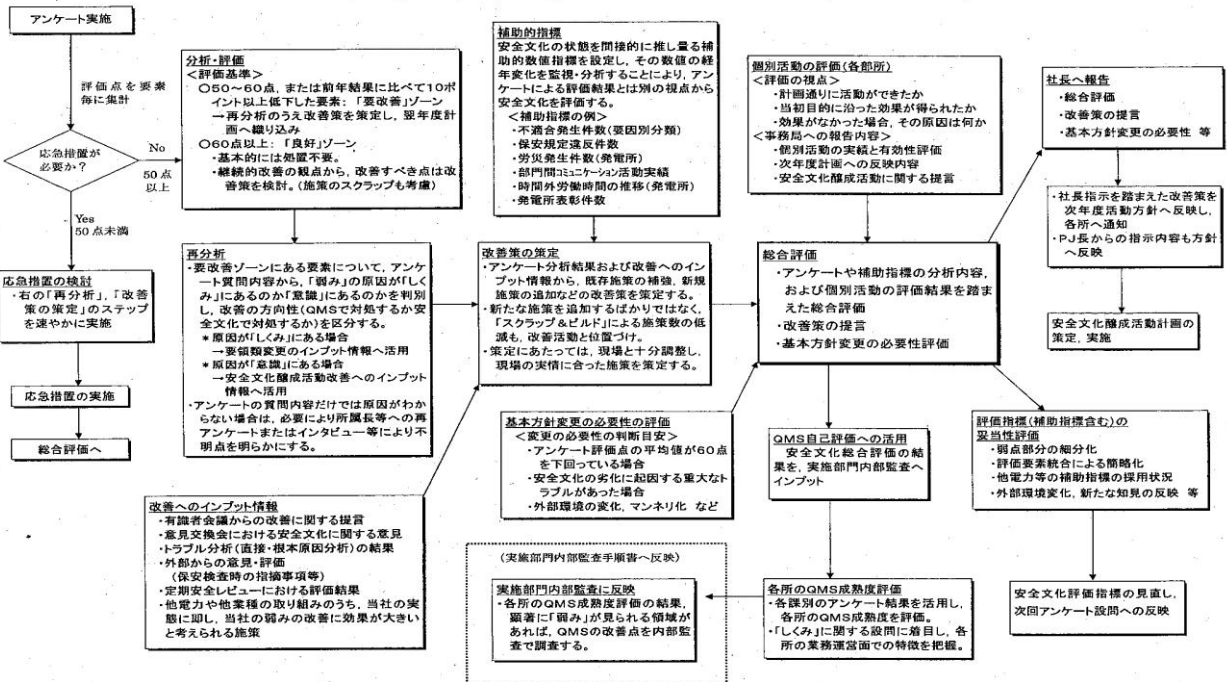 アンケート実施
評価点を要素
毎に集計
応急措置が
必要か？
No
50点
以上
Yes
50点未満
応急措置の検討
・右の「再分析」，「改善
策の策定」のステップ
を速やかに実施
応急措置の実施
総合評価へ
分析・評価
＜評価基準＞
○50～60点，または前年結果に比べて10ポ
イント以上低下した要素：「要改善」ゾーン
→再分析のうえ改善策を策定し，翌年度計
画へ織り込み
○60点以上：「良好」ゾーン
・基本的には処置不要。
・継続的改善の観点から，改善すべき点は改
善策を検討。（施策のスクラップも考慮）
再分析
・要改善ゾーンにある要素について，アンケ
ート質問内容から，「弱み」の原因が「しく
み」にあるのか「意識」にあるのかを判別
し，改善の方向性（QMSで対処するか安
全文化で対処するか）を区分する。
＊原因が「しくみ」にある場合
→要領類変更のインプット情報へ活用
＊原因が「意識」にある場合
→安全文化醸成活動改善へのインプット
情報へ活用
・アンケートの質問内容だけでは原因がわか
らない場合は，必要により所属長等への再
アンケートまたはインタビュー等により不
明点を明らかにする。
改善へのインプット情報
・有識者会議からの改善に関する提言
・意見交換会における安全文化に関する意見
・トラブル分析（直接・根本原因分析）の結果
・外部からの意見・評価
（保安検査時の指摘事項等）
・定期安全レビューにおける評価結果
・他電力や他業種の取り組みのうち，当社の実
態に即し，当社の弱みの改善に効果が大きい
と考えられる施策
補助的指標
安全文化の状態を間接的に推し量る補
助的数値指標を設定し，その数値の経
年変化を監視・分析することにより，アン
ケートによる評価結果とは別の視点から
安全文化を評価する。
＜補助指標の例＞
・不適合発生件数（要因別分類）
・保安規定違反件数
・労災発生件数（発電所）
・部門間コミュニケーション活動実績
・時間外労働時間の推移（発電所）
・発電所表彰件数
改善策の策定
・アンケート分析結果および改善へのイン
プット情報から，既存施策の補強，新規
施策の追加などの改善策を策定する。
・新たな施策を追加するばかりではなく，
「スクラップ＆ビルド」による施策数の低
減も，改善活動と位置づけ。
・策定にあたっては，現場と十分調整し，
現場の実情に合った施策を策定する。
基本方針変更の必要性の評価
＜変更の必要性の判断目安＞
・アンケート評価点の平均値が60点
を下回っている場合
・安全文化の劣化に起因する重大なト
ラブルがあった場合
・外部環境の変化，マンネリ化 など
（実施部門内部監査手順書へ反映）
実施部門内部監査に反映
・各所のQMS成熟度評価の結果，
顕著に「弱み」が見られる領域が
あれば，QMSの改善点を内部監
査で調査する。
個別活動の評価（各部所）
＜評価の視点＞
・計画通りに活動ができたか
・当初目的に沿った効果が得られたか
・効果がなかった場合，その原因は何か
＜事務局への報告内容＞
・個別活動の実績と有効性評価
・次年度計画への反映内容
・安全文化醸成活動に関する提言
総合評価
・アンケートや補助指標の分析内容，
および個別活動の評価結果を踏ま
えた総合評価
・改善策の提言
・基本方針変更の必要性評価
QMS自己評価への活用
安全文化総合評価の結
果を，実施部門内部監査へ
インプット
各所のQMS成熟度評価
・各課別のアンケート結果を活用し，
各所のQMS成熟度を評価。
・「しくみ」に関する設問に着目し，各
所の業務運営面での特徴を把握。
社長へ報告
・総合評価
・改善策の提言
・基本方針変更の必要性 等
・社長指示を踏まえた改善策を
次年度活動方針へ反映し，
各所へ通知
・PJ長からの指示内容も方針
へ反映
安全文化醸成活動計画の
策定，実施
評価指標（補助指標含む）の
妥当性評価
・弱点部分の細分化
・評価要素統合による簡略化
・他電力等の補助指標の採用状況
・外部環境変化，新たな知見の反映 等
安全文化評価指標の見直し，
次回アンケート設問への反映